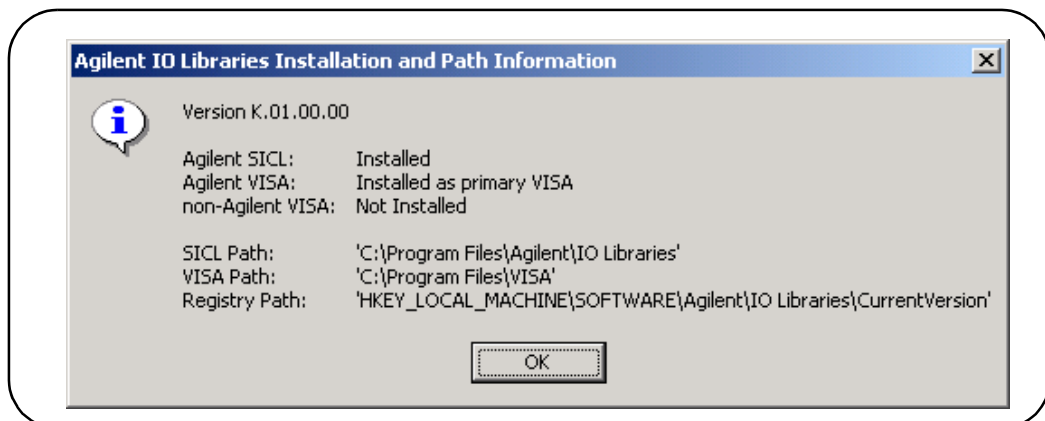 Agilent IO Libraries Installation and Path Information
Version K.01.00.00
Agilent SICL: Installed
Agilent VISA: Installed as primary VISA
non-Agilent VISA: Not Installed
SICL Path: 'C:\Program Files\Agilent\IO Libraries'
VISA Path: 'C:\Program Files\VISA'
Registry Path: 'HKEY_LOCAL_MACHINE\SOFTWARE\Agilent\IO Libraries\CurrentVersion'
OK